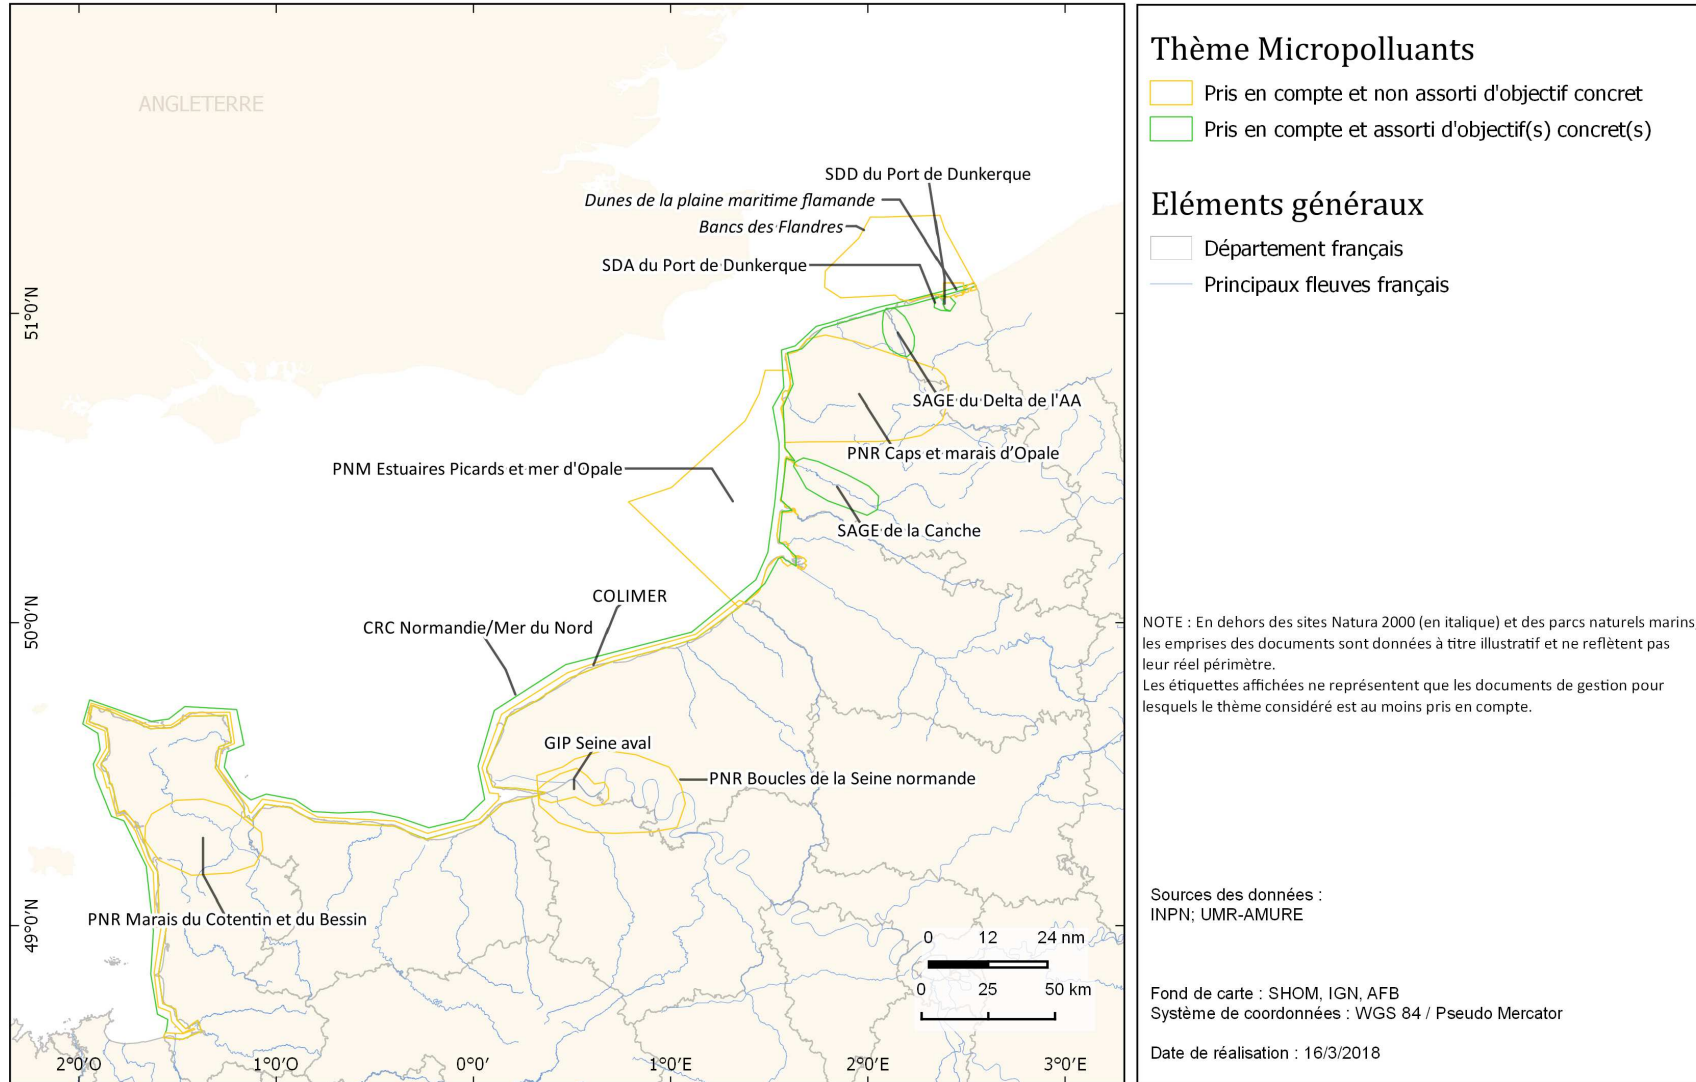 ANGLETERRE
SDD du Port de Dunkerque
Dunes de la plaine maritime flamande
Bancs des Flandres
SDA du Port de Dunkerque
SAGE du Delta de l'AA
PNR Caps et marais d'Opale
PNM Estuaires Picards et mer d'Opale
SAGE de la Canche
COLIMER
CRC Normandie/Mer du Nord
GIP Seine aval
PNR Boucles de la Seine normande
PNR Marais du Cotentin et du Bessin
51°0'N
50°0'N
49°0'N
0 12 24 nm
0 25 50 km
2°0'O 1°0'O 0°0' 1°0'E 2°0'E 3°0'E
Thème Micropolluants
Pris en compte et non assorti d'objectif concret
Pris en compte et assorti d'objectif(s) concret(s)
Eléments généraux
Département français
Principaux fleuves français
NOTE : En dehors des sites Natura 2000 (en italique) et des parcs naturels marins,
les emprises des documents sont données à titre illustratif et ne reflètent pas
leur réel périmètre.
Les étiquettes affichées ne représentent que les documents de gestion pour
lesquels le thème considéré est au moins pris en compte.
Sources des données :
INPN; UMR-AMURE
Fond de carte : SHOM, IGN, AFB
Système de coordonnées : WGS 84 / Pseudo Mercator
Date de réalisation : 16/3/2018